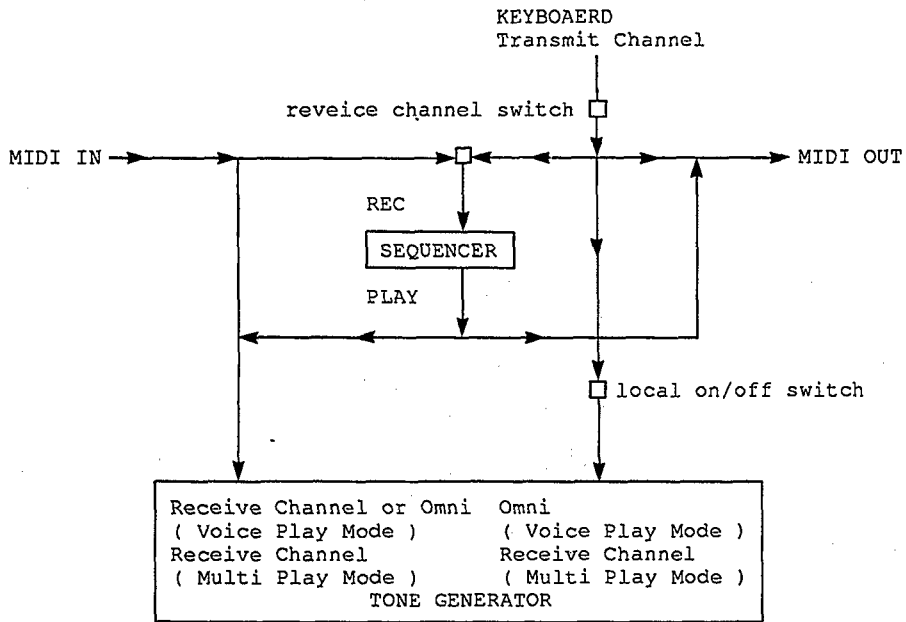 KEYBOAERD
Transmit Channel
reveice channel switch
MIDI IN
MIDI OUT
REC
SEQUENCER
PLAY
local on/off switch
Receive Channel or Omni Omni
( Voice Play Mode ) ( Voice Play Mode )
Receive Channel Receive Channel
( Multi Play Mode ) ( Multi Play Mode )
TONE GENERATOR